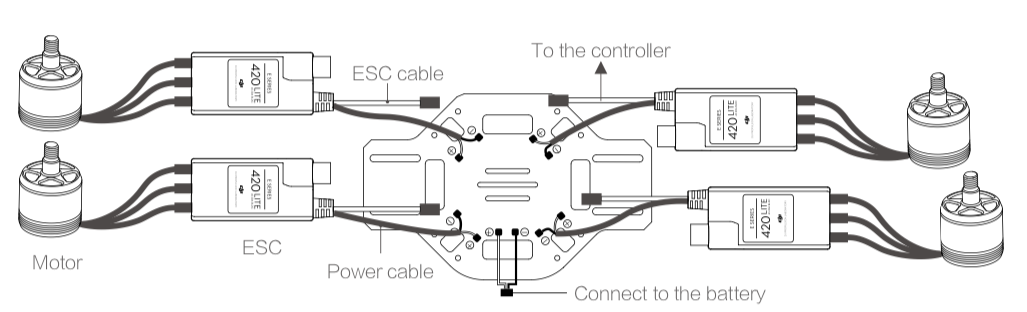 To the controller
ESC cable
E SERIES
420 LITE
E SERIES
420 LITE
E SERIES
420 LITE
E SERIES
420 LITE
Motor
ESC
Power cable
Connect to the battery